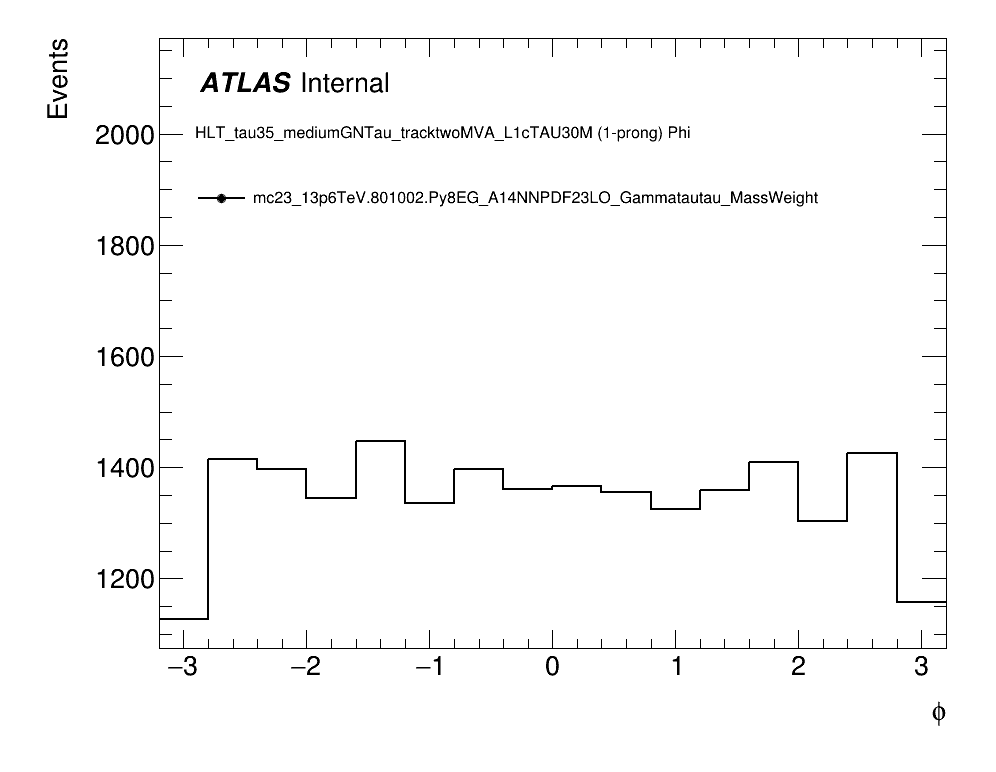 Events
ATLAS Internal
HLT_tau35_mediumGNTau_tracktwoMVA_L1cTAU30M (1-prong) Phi
mc23_13p6TeV.801002.Py8EG_A14NNPDF23LO_Gammatautau_MassWeight
2000
1800
1600
1400
1200
−3 −2 −1 0 1 2 3
ϕ